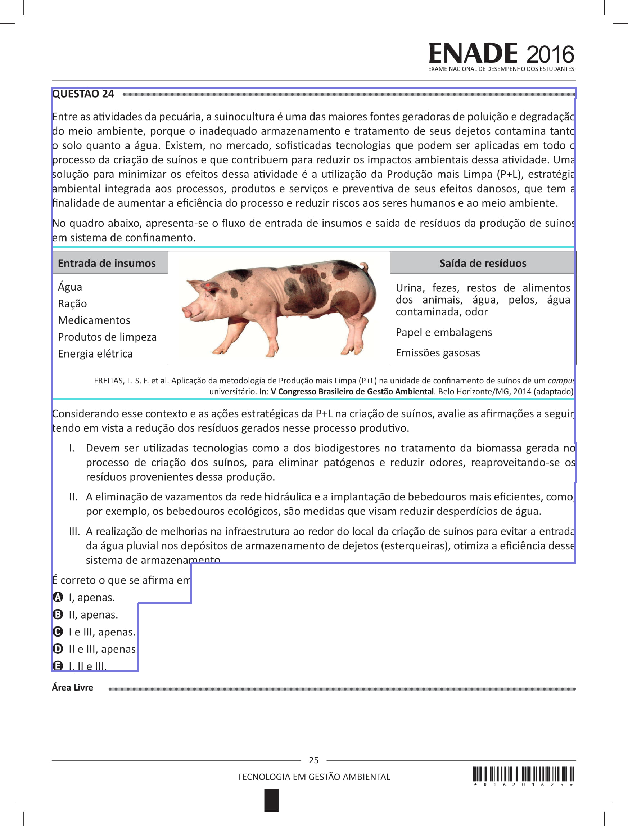 ENADE 2016
EXAME NACIONAL DE DESEMPENHO DOS ESTUDANTES
QUESTÃO 24
Entre as atividades da pecuária, a suinocultura é uma das maiores fontes geradoras de poluição e degradação
do meio ambiente, porque o inadequado armazenamento e tratamento de seus dejetos contamina tanto
o solo quanto a água. Existem, no mercado, sofisticadas tecnologias que podem ser aplicadas em todo o
processo da criação de suínos e que contribuem para reduzir os impactos ambientais dessa atividade. Uma
solução para minimizar os efeitos dessa atividade é a utilização da Produção mais Limpa (P+L), estratégia
ambiental integrada aos processos, produtos e serviços e preventiva de seus efeitos danosos, que tem a
finalidade de aumentar a eficiência do processo e reduzir riscos aos seres humanos e ao meio ambiente.
No quadro abaixo, apresenta-se o fluxo de entrada de insumos e saída de resíduos da produção de suínos
em sistema de confinamento.
Entrada de insumos
Água
Ração
Medicamentos
Produtos de limpeza
Energia elétrica
Saída de resíduos
Urina, fezes, restos de alimentos
dos animais, água, pelos, água
contaminada, odor
Papel e embalagens
Emissões gasosas
FREITAS, L. S. F. et al. Aplicação da metodologia de Produção mais Limpa (P+L) na unidade de confinamento de suínos de um campus
universitário. In: V Congresso Brasileiro de Gestão Ambiental. Belo Horizonte/MG, 2014 (adaptado).
Considerando esse contexto e as ações estratégicas da P+L na criação de suínos, avalie as afirmações a seguir,
tendo em vista a redução dos resíduos gerados nesse processo produtivo.
I. Devem ser utilizadas tecnologias como a dos biodigestores no tratamento da biomassa gerada no
processo de criação dos suínos, para eliminar patógenos e reduzir odores, reaproveitando-se os
resíduos provenientes dessa produção.
II. A eliminação de vazamentos da rede hidráulica e a implantação de bebedouros mais eficientes, como,
por exemplo, os bebedouros ecológicos, são medidas que visam reduzir desperdícios de água.
III. A realização de melhorias na infraestrutura ao redor do local da criação de suínos para evitar a entrada
da água pluvial nos depósitos de armazenamento de dejetos (esterqueiras), otimiza a eficiência desse
sistema de armazenamento.
É correto o que se afirma em
A I, apenas.
B II, apenas.
C I e III, apenas.
D II e III, apenas.
E I, II e III.
Área Livre
25
TECNOLOGIA EM GESTÃO AMBIENTAL